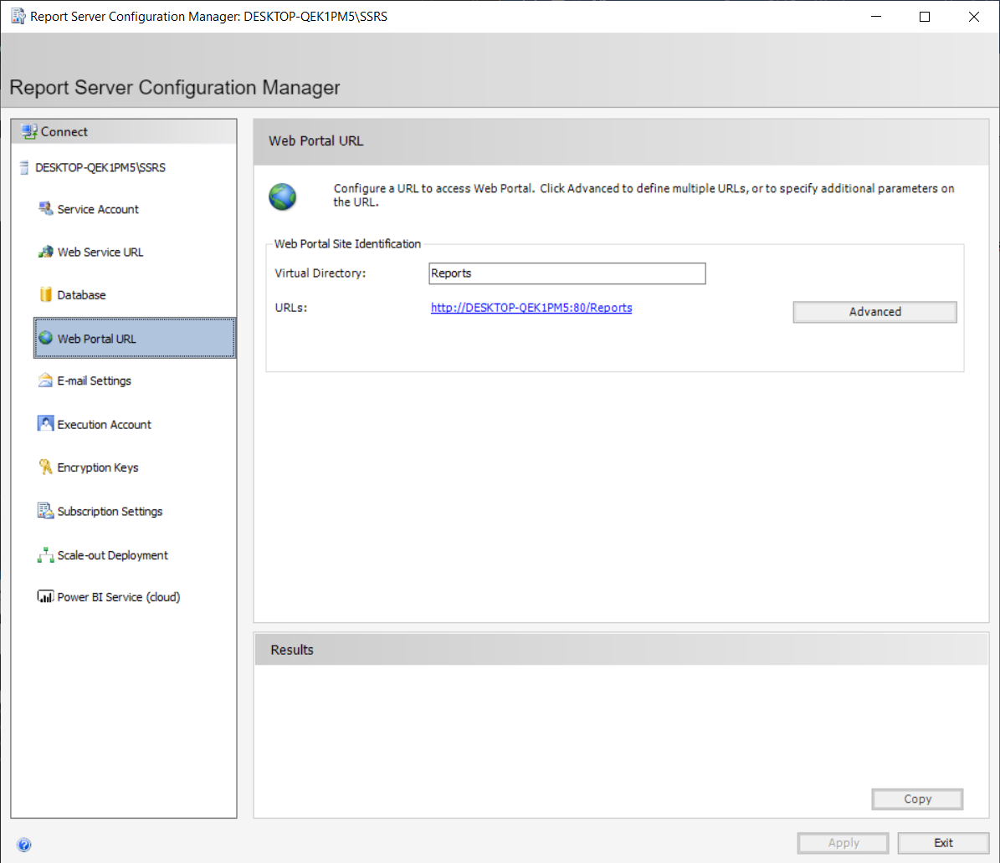 Report Server Configuration Manager: DESKTOP-QEK1PM5\SSRS
Report Server Configuration Manager
Connect
DESKTOP-QEK1PM5\SSRS
Service Account
Web Service URL
Database
Web Portal URL
E-mail Settings
Execution Account
Encryption Keys
Subscription Settings
Scale-out Deployment
Power BI Service (cloud)
Web Portal URL
Configure a URL to access Web Portal. Click Advanced to define multiple URLs, or to specify additional parameters on
the URL.
Web Portal Site Identification
Virtual Directory: Reports
URLs: http://DESKTOP-QEK1PM5:80/Reports
Advanced
Results
Copy
Apply Exit